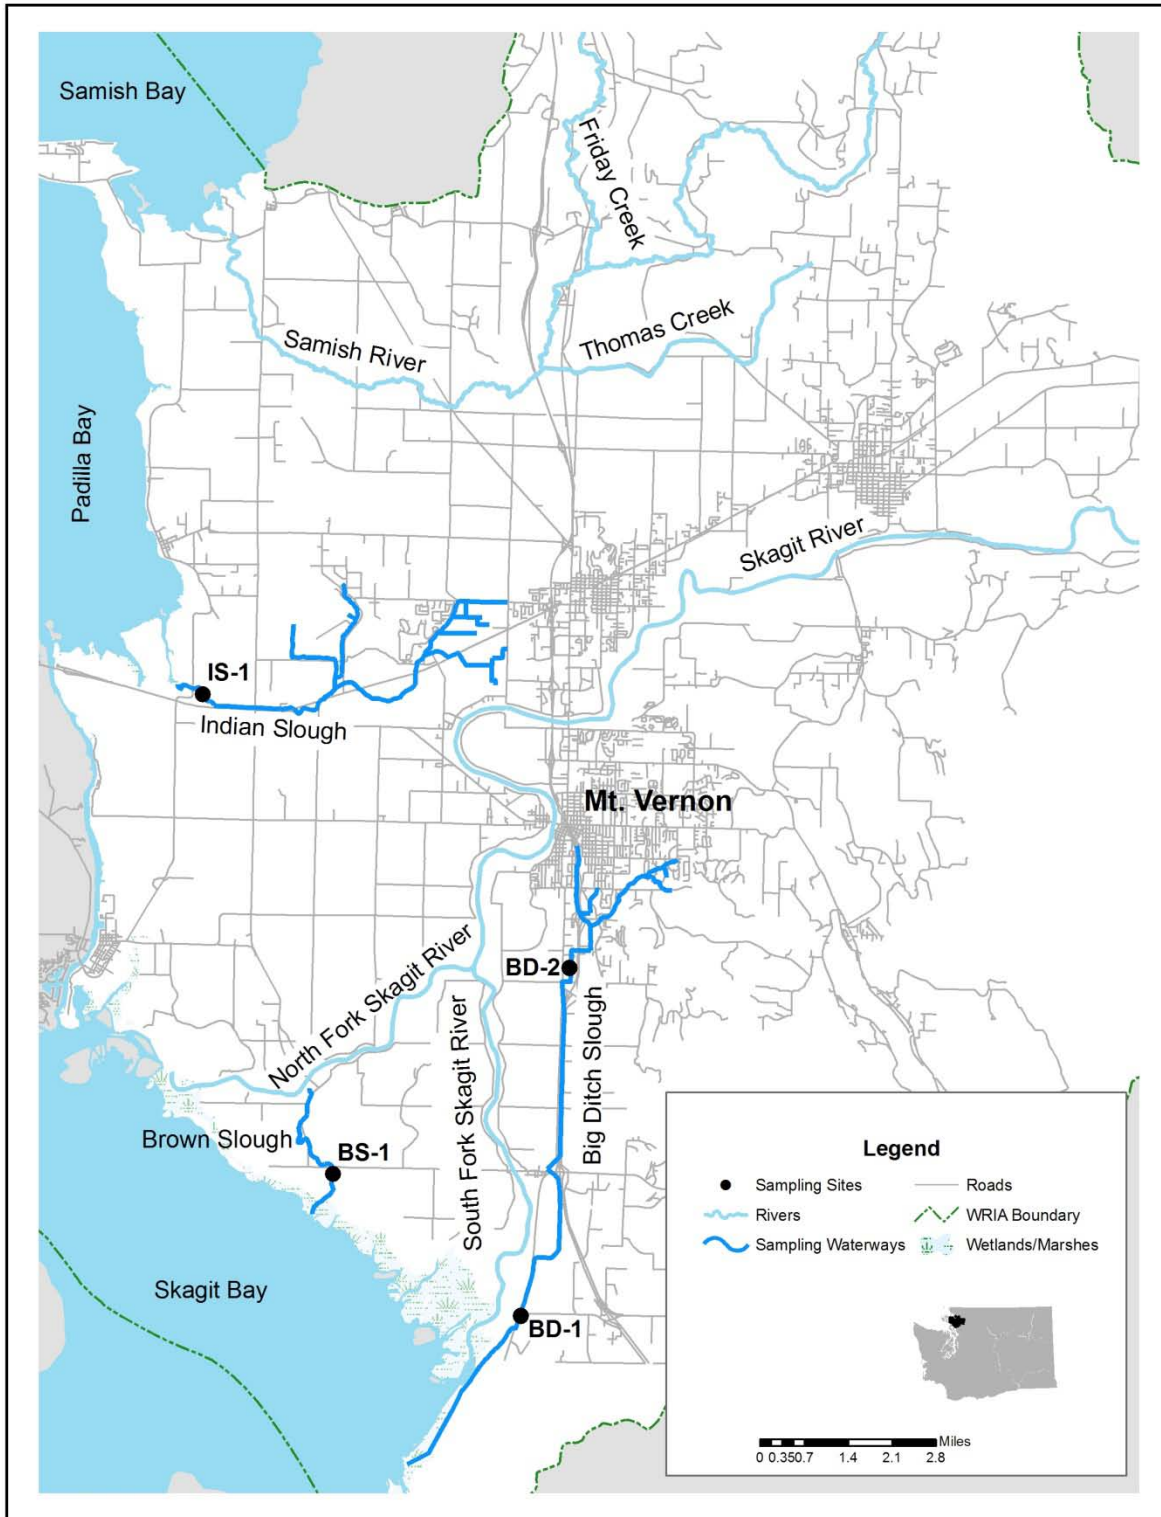 Samish Bay
Friday Creek
Thomas Creek
Samish River
Padilla Bay
Skagit River
IS-1
Indian Slough
Mt. Vernon
North Fork Skagit River
BD-2
South Fork Skagit River
Big Ditch Slough
Brown Slough
BS-1
Skagit Bay
BD-1
Legend
Sampling Sites
Roads
Rivers
WRIA Boundary
Sampling Waterways
Wetlands/Marshes
Miles
0 0.350.7 1.4 2.1 2.8